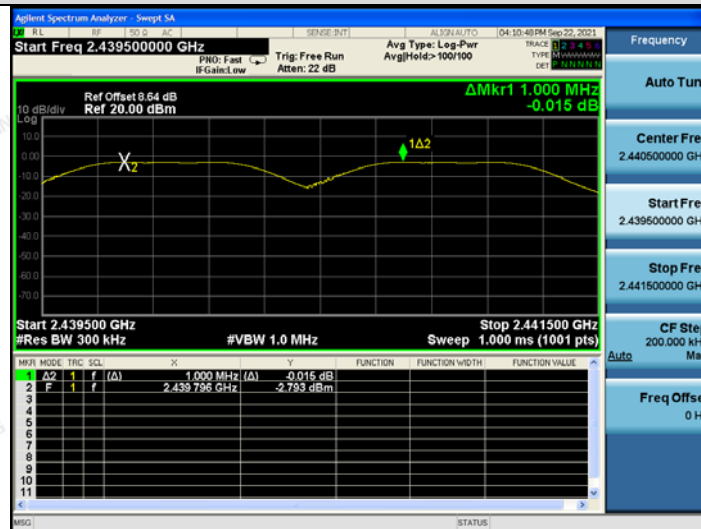 Agilent Spectrum Analyzer - Swept SA
RL RF 50 Ω AC SENSE:INT ALIGN AUTO 04:10:48 PM Sep 22, 2021
Start Freq 2.439500000 GHz
PNO: Fast
IFGain:Low
Trig: Free Run
Atten: 22 dB
Avg Type: Log-Pwr
Avg|Hold:>100/100
TRACE 1 2 3 4 5 6
TYPE M
DET P N N N N N
ΔMkr1 1.000 MHz
-0.015 dB
Ref Offset 8.64 dB
10 dB/div Ref 20.00 dBm
Log
10.0
1Δ2
0.00
X2
-10.0
-20.0
-30.0
-40.0
-50.0
-60.0
-70.0
Start 2.439500 GHz Stop 2.441500 GHz
#Res BW 300 kHz #VBW 1.0 MHz Sweep 1.000 ms (1001 pts)
MKR MODE TRC SCL X Y FUNCTION FUNCTION WIDTH FUNCTION VALUE
1 Δ2 1 f (Δ) 1.000 MHz (Δ) -0.015 dB
2 F 1 f 2.439 796 GHz -2.793 dBm
3
4
5
6
7
8
9
10
11
MSG STATUS
Frequency
Auto Tun
Center Fre
2.440500000 GH
Start Fre
2.439500000 GH
Stop Fre
2.441500000 GH
CF Ste
200.000 kH
Auto Ma
Freq Offse
0 H